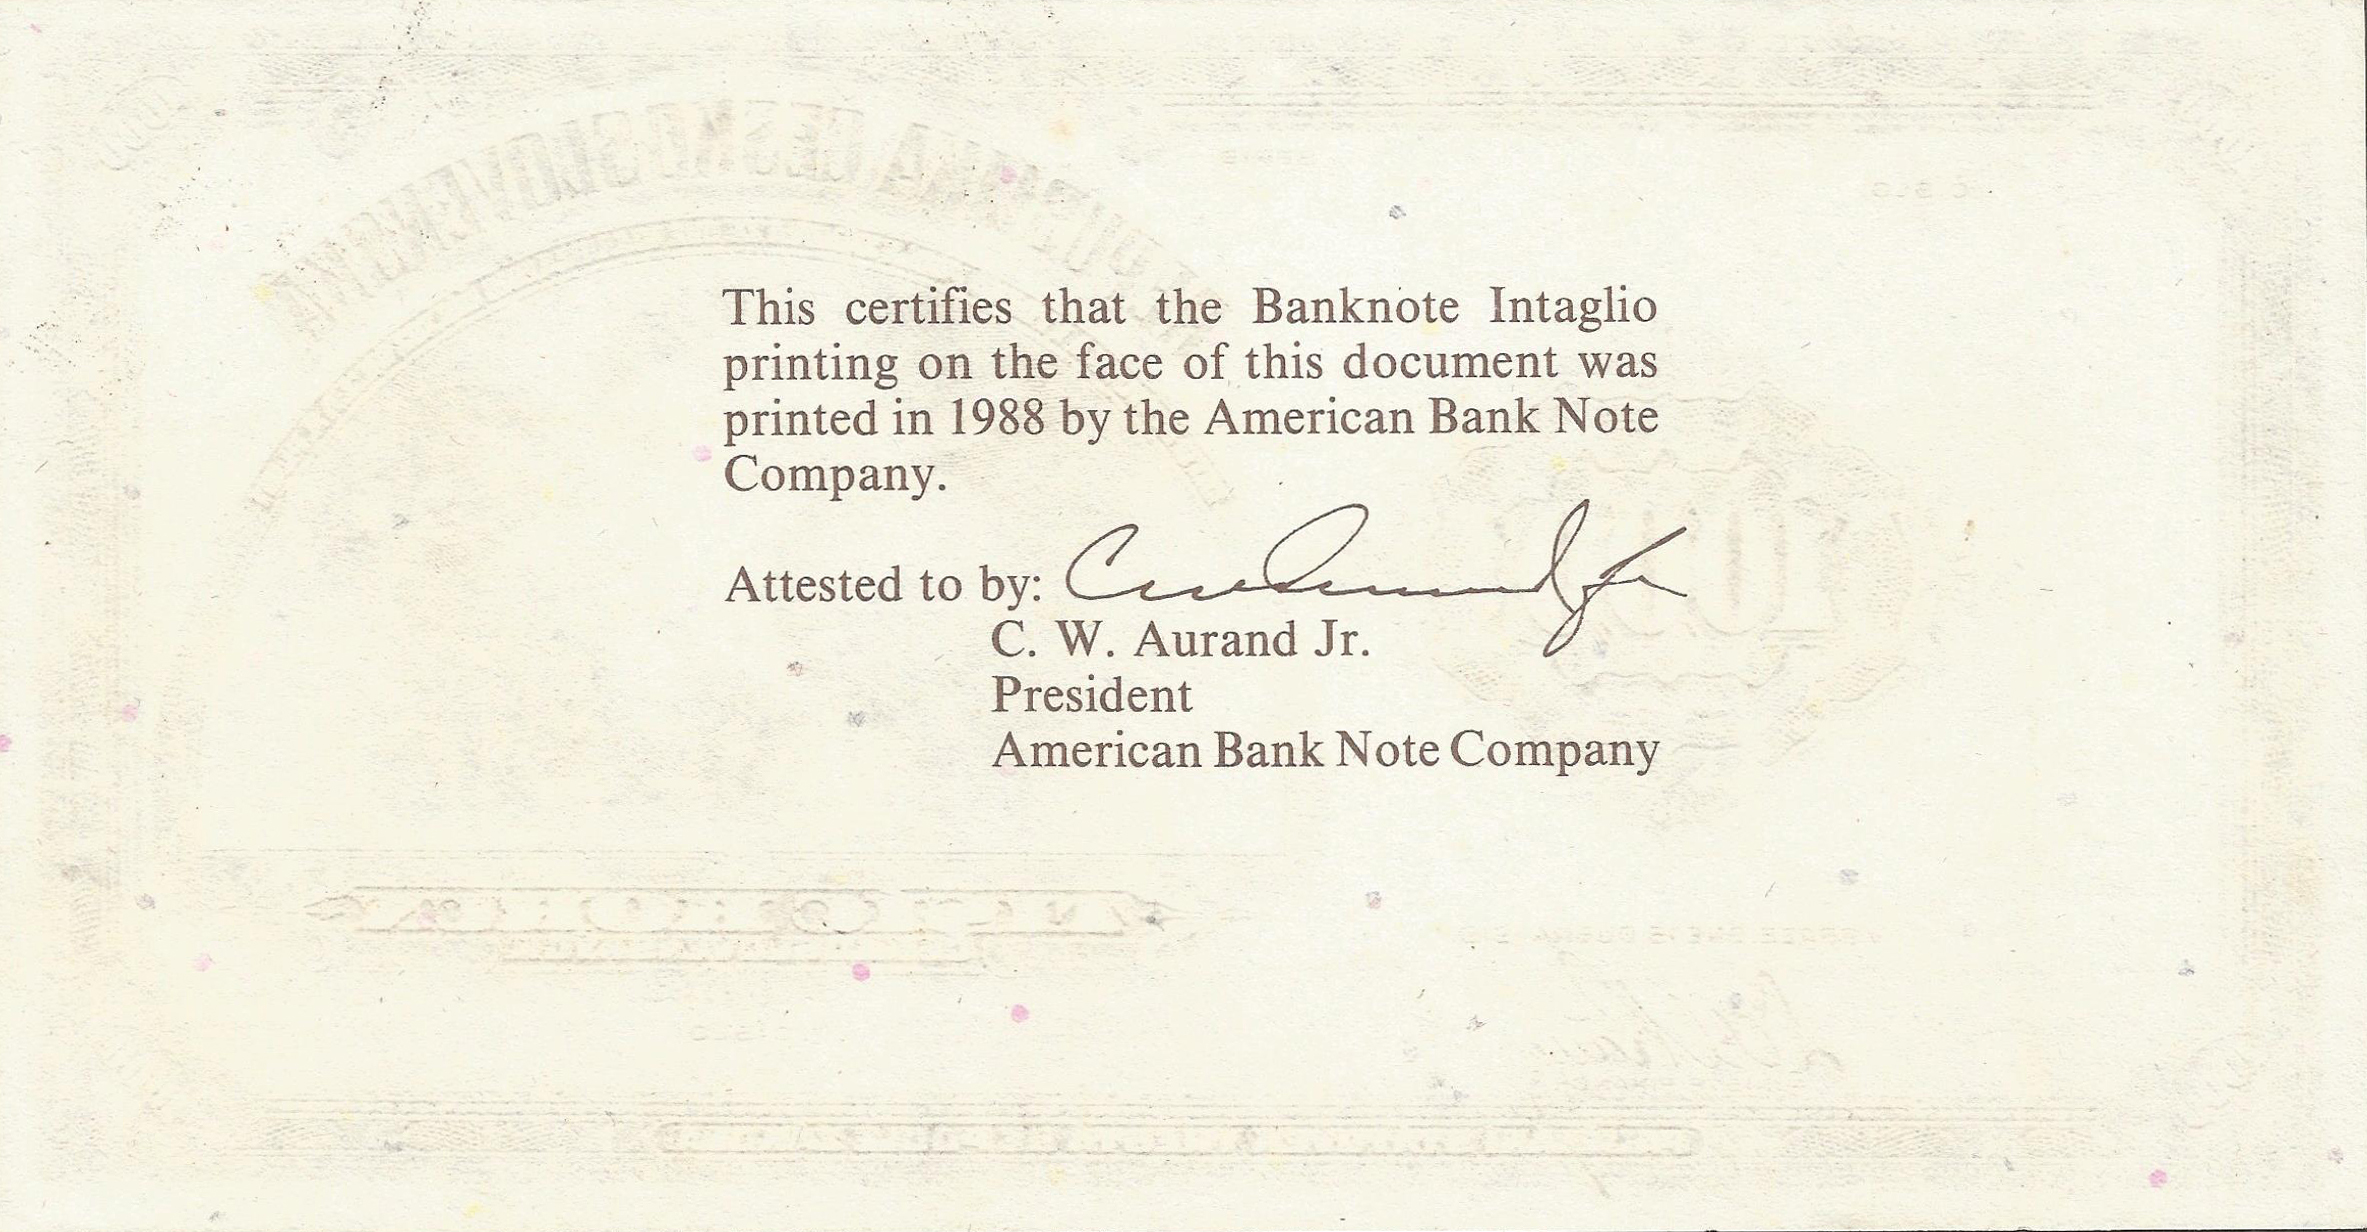 This certifies that the Banknote Intaglio
printing on the face of this document was
printed in 1988 by the American Bank Note
Company.
Attested to by:
C. W. Aurand Jr.
President
American Bank Note Company